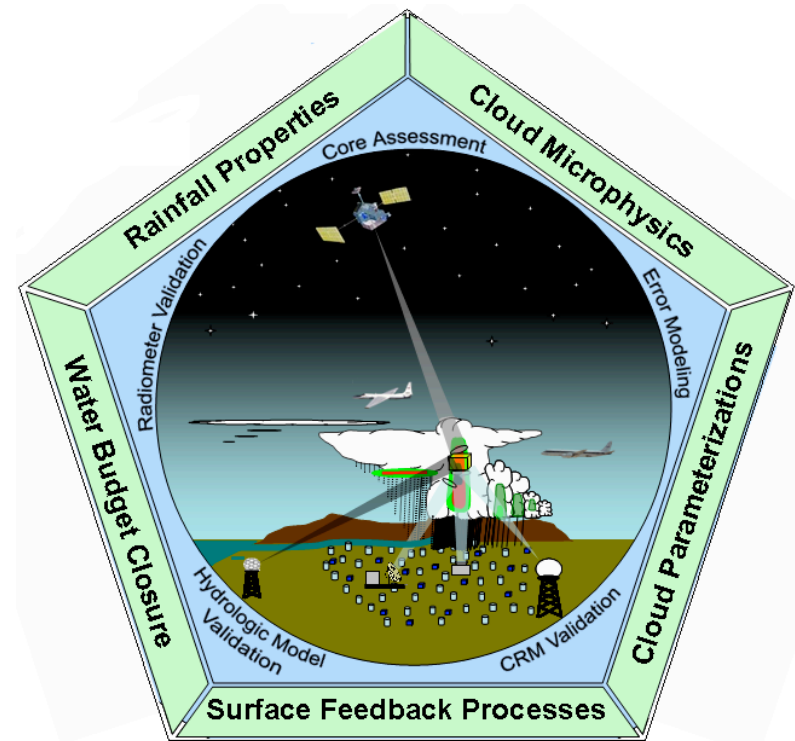 Rainfall Properties
Cloud Microphysics
Core Assessment
Radiometer Validation
Error Modeling
Water Budget Closure
Cloud Parameterizations
Hydrologic Model
Validation
CRM Validation
Surface Feedback Processes